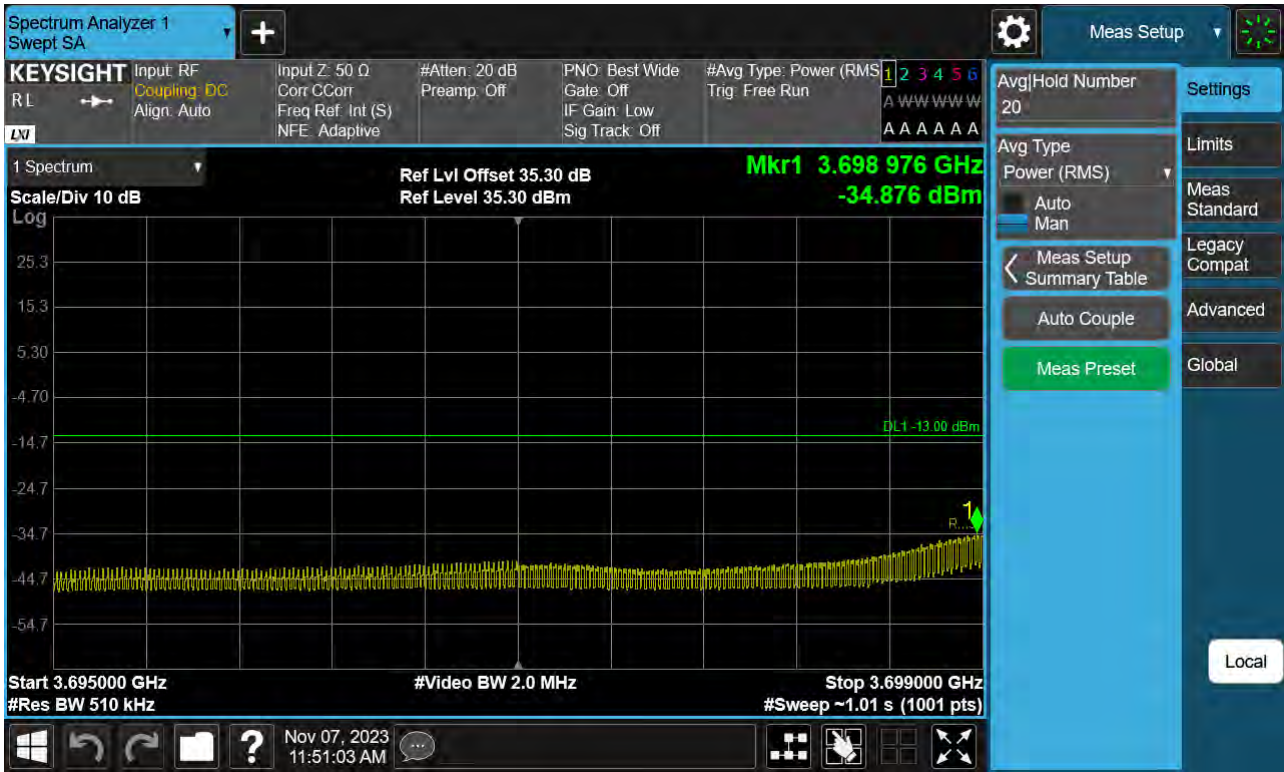 Spectrum Analyzer 1
Swept SA
+
Meas Setup
KEYSIGHT
RL
LXI
Input: RF
Coupling: DC
Align: Auto
Input Z: 50 Ω
Corr CCorr
Freq Ref: Int (S)
NFE: Adaptive
#Atten: 20 dB
Preamp: Off
PNO: Best Wide
Gate: Off
IF Gain: Low
Sig Track: Off
#Avg Type: Power (RMS
Trig: Free Run
1 2 3 4 5 6
A W W W W W
A A A A A A
1 Spectrum
Scale/Div 10 dB
Log
Ref Lvl Offset 35.30 dB
Ref Level 35.30 dBm
Mkr1 3.698 976 GHz
-34.876 dBm
25.3
15.3
5.30
-4.70
-14.7
-24.7
-34.7
-44.7
-54.7
DL1 -13.00 dBm
1
R...S
Start 3.695000 GHz
#Res BW 510 kHz
#Video BW 2.0 MHz
Stop 3.699000 GHz
#Sweep ~1.01 s (1001 pts)
Avg|Hold Number
20
Avg Type
Power (RMS)
Auto
Man
Meas Setup
Summary Table
Auto Couple
Meas Preset
Settings
Limits
Meas
Standard
Legacy
Compat
Advanced
Global
Local
?
Nov 07, 2023
11:51:03 AM